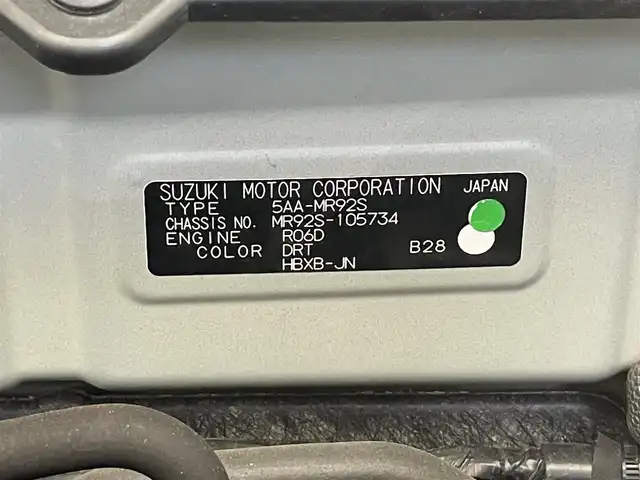 SUZUKI MOTOR CORPORATION JAPAN
TYPE 5AA-MR92S
CHASSIS NO. MR92S-105734
ENGINE R06D
COLOR DRT B28
HBXB-JN